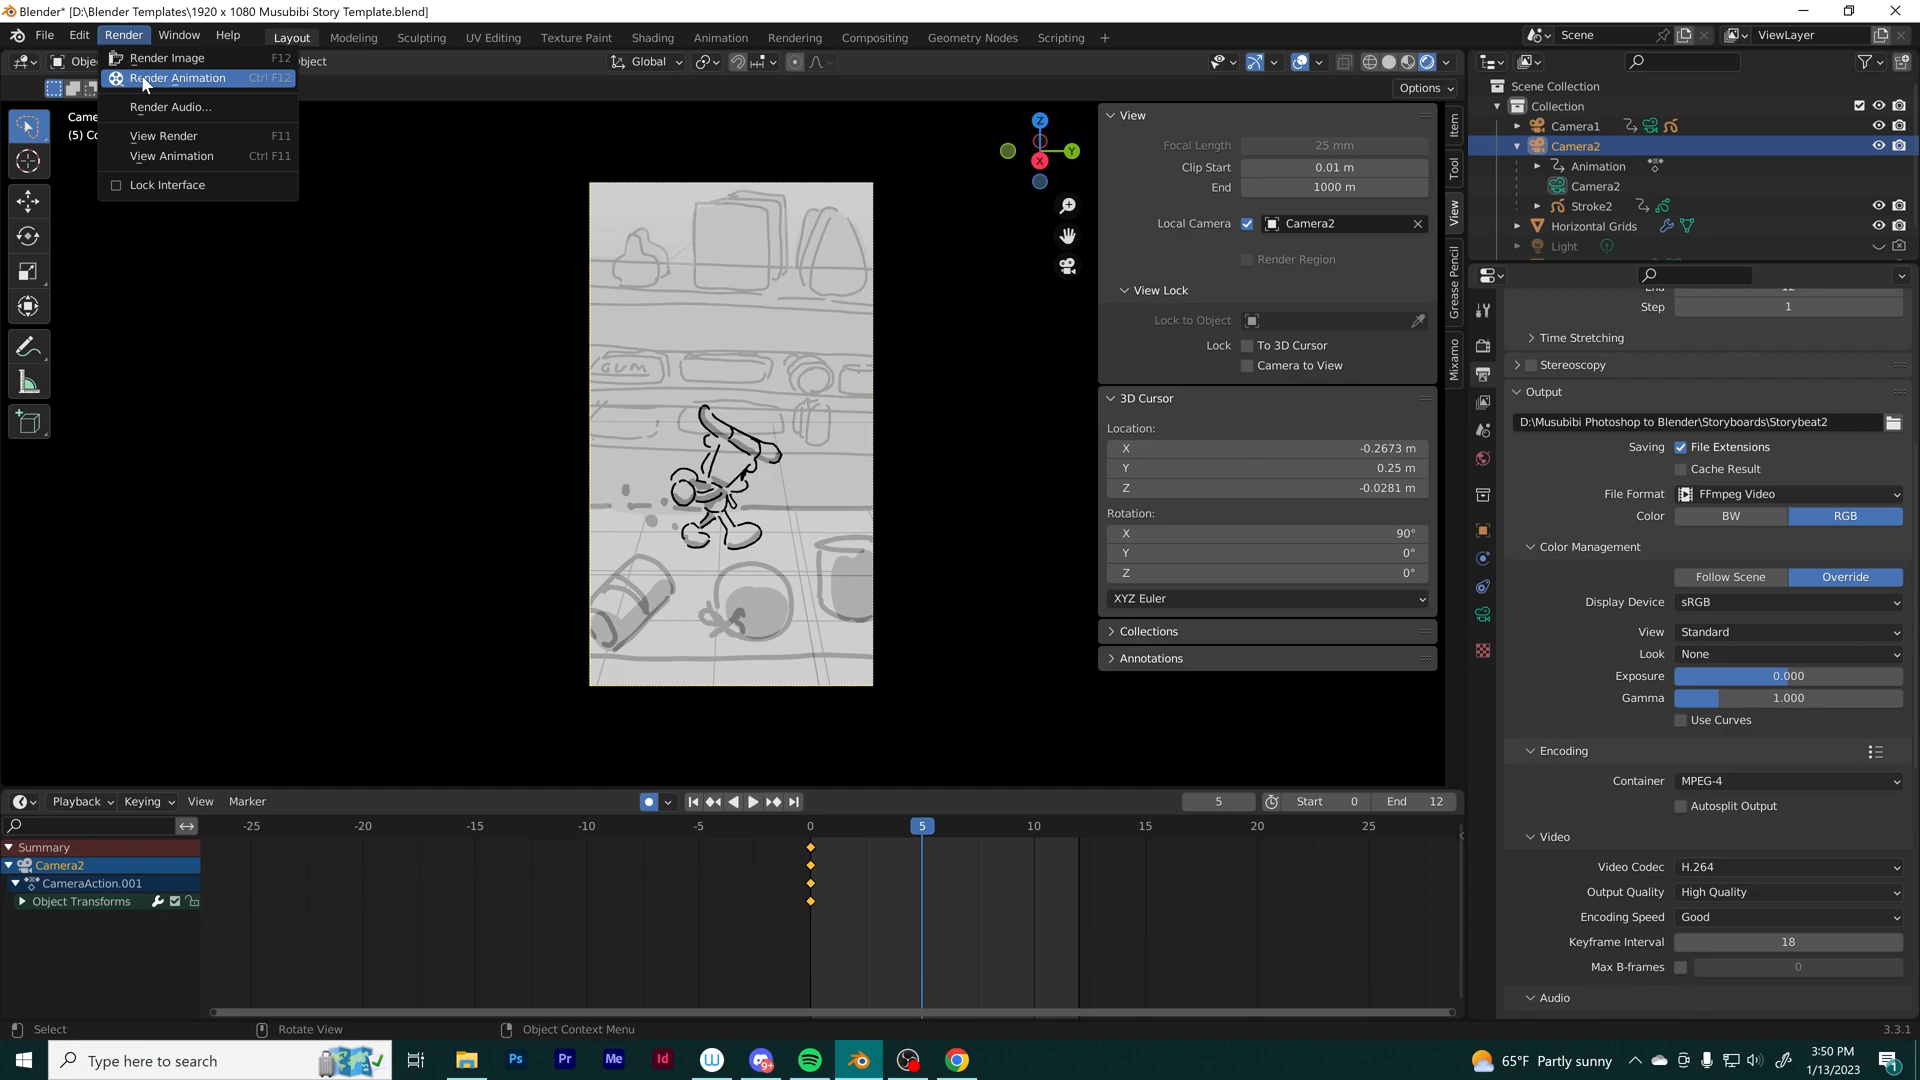 Blender* [D:\Blender Templates\1920 x 1080 Musubibi Story Template.blend]
File Edit Render Window Help Layout Modeling Sculpting UV Editing Texture Paint Shading Animation Rendering Compositing Geometry Nodes Scripting + Scene ViewLayer
Render Image F12
Render Animation Ctrl F12
Render Audio...
View Render F11
View Animation Ctrl F11
Lock Interface
Global
Options
Z
Y
X
GUM
View
Focal Length 25 mm
Clip Start 0.01 m
End 1000 m
Local Camera Camera2
Render Region
View Lock
Lock to Object
Lock To 3D Cursor
Camera to View
3D Cursor
Location:
X -0.2673 m
Y 0.25 m
Z -0.0281 m
Rotation:
X 90°
Y 0°
Z 0°
XYZ Euler
Collections
Annotations
Item
Tool
View
Grease Pencil
Mixamo
Scene Collection
Collection
Camera1
Camera2
Animation
Camera2
Stroke2
Horizontal Grids
Light
Step 1
Time Stretching
Stereoscopy
Output
D:\Musubibi Photoshop to Blender\Storyboards\Storybeat2
Saving File Extensions
Cache Result
File Format FFmpeg Video
Color BW RGB
Color Management
Follow Scene Override
Display Device sRGB
View Standard
Look None
Exposure 0.000
Gamma 1.000
Use Curves
Encoding
Container MPEG-4
Autosplit Output
Video
Video Codec H.264
Output Quality High Quality
Encoding Speed Good
Keyframe Interval 18
Max B-frames 0
Audio
Playback Keying View Marker 5 Start 0 End 12
-25 -20 -15 -10 -5 0 5 10 15 20 25
Summary
Camera2
CameraAction.001
Object Transforms
Select Rotate View Object Context Menu 3.3.1
Type here to search Ps Pr Me Id 65°F Partly sunny 3:50 PM
1/13/2023